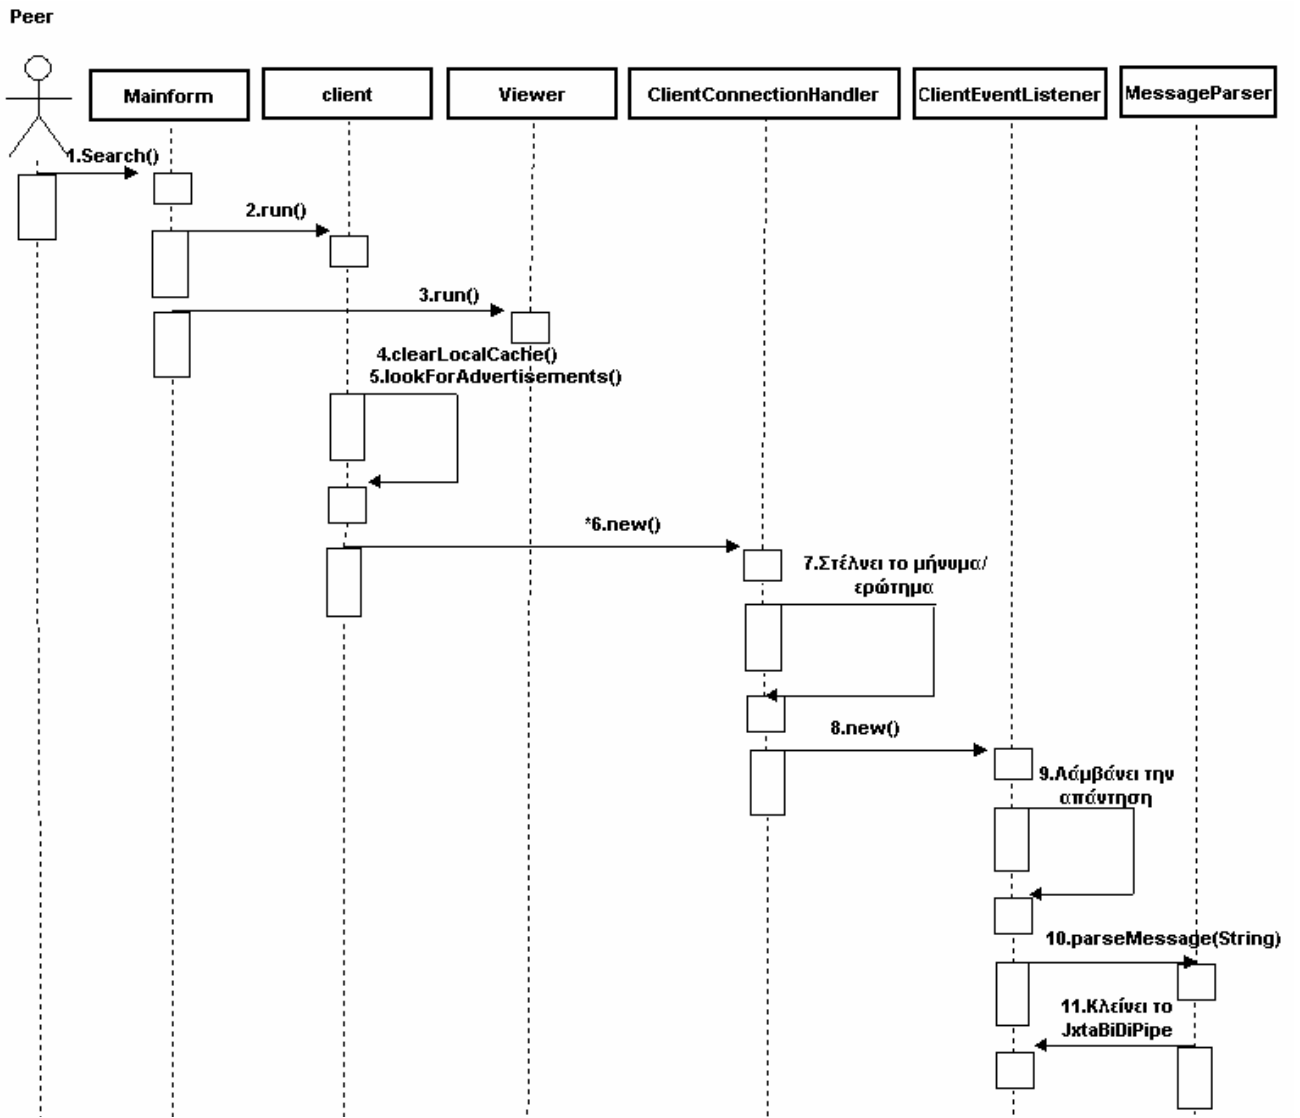 Peer
Mainform
client
Viewer
ClientConnectionHandler
ClientEventListener
MessageParser
1.Search()
2.run()
3.run()
4.clearLocalCache()
5.lookForAdvertisements()
*6.new()
7.Στέλνει το μήνυμα/
ερώτημα
8.new()
9.Λάμβάνει την
απάντηση
10.parseMessage(String)
11.Κλείνει το
JxtaBiDiPipe